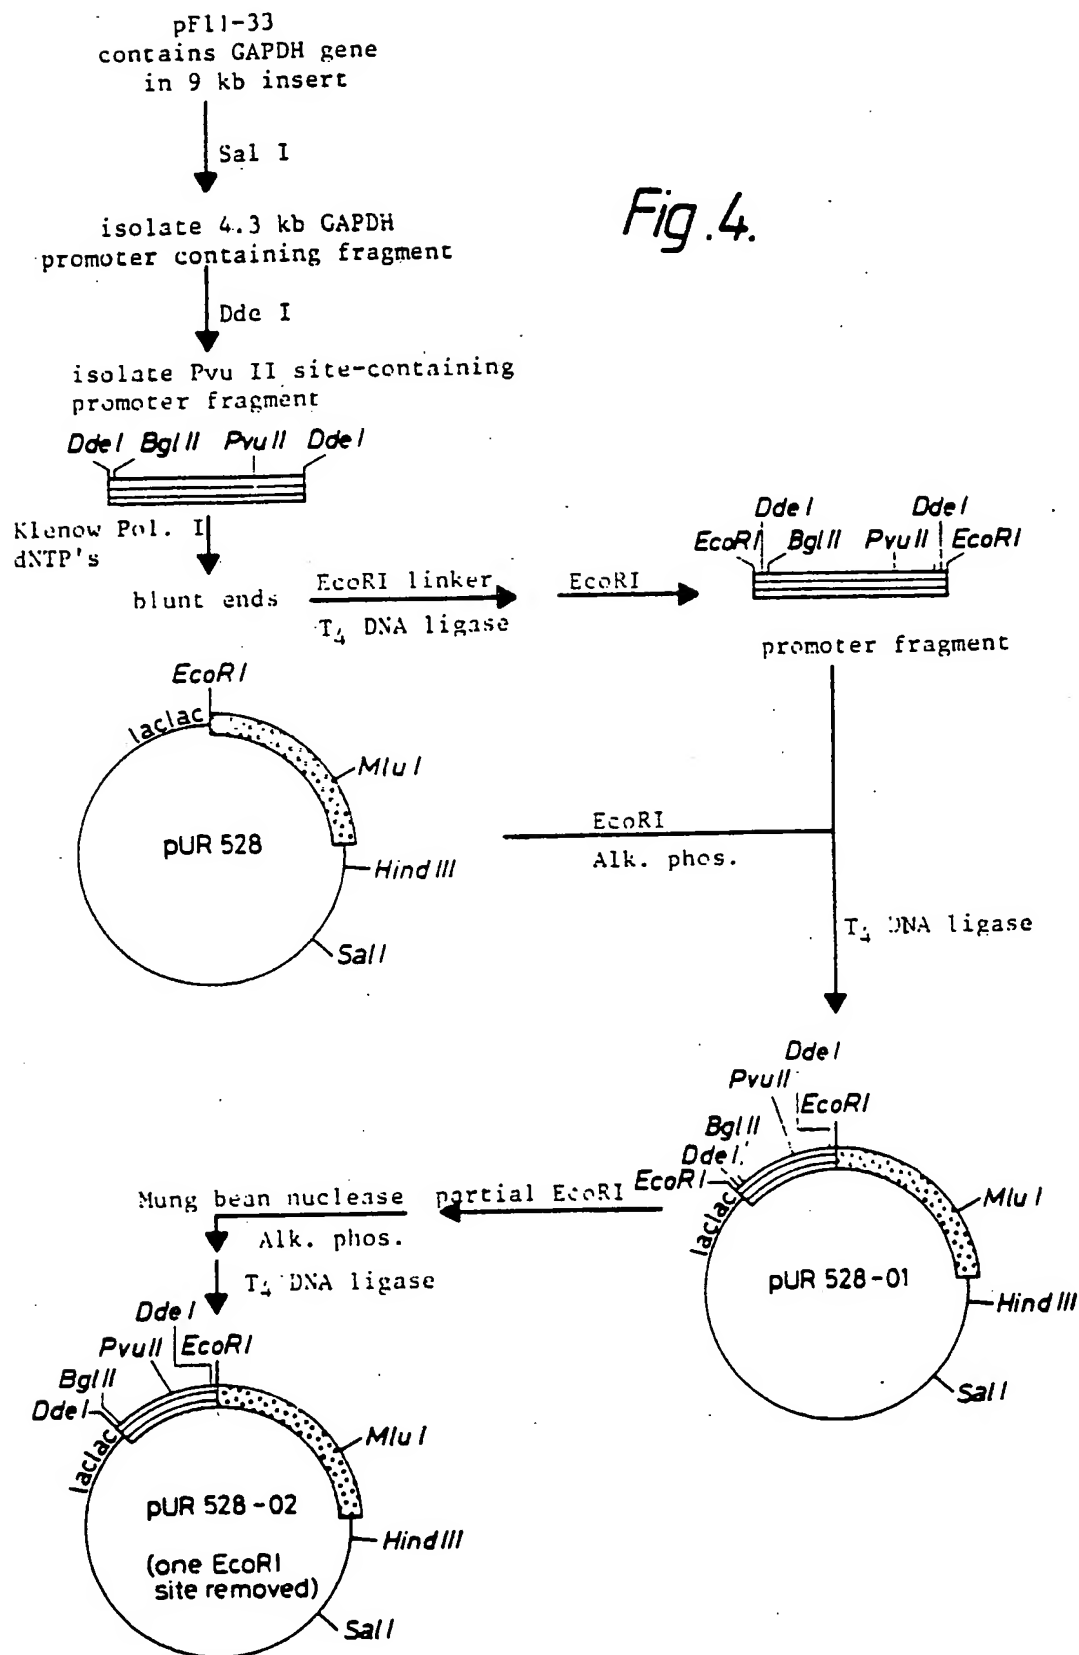 pF11-33
contains GAPDH gene
in 9 kb insert
Sal I
isolate 4.3 kb GAPDH
promoter containing fragment
Fig.4.
Dde I
isolate Pvu II site-containing
promoter fragment
DdeI BglII PvuII DdeI
Klenow Pol. I
dNTP's
blunt ends
EcoRI linker
T4 DNA ligase
EcoRI
DdeI DdeI
EcoRI BglII PvuII EcoRI
promoter fragment
EcoRI
laclac
MluI
pUR 528
HindIII
SalI
EcoRI
Alk. phos.
T4 DNA ligase
DdeI
PvuII
EcoRI
BglII
DdeI
EcoRI
laclac
MluI
pUR 528-01
HindIII
SalI
partial EcoRI
Mung bean nuclease
Alk. phos.
T4 DNA ligase
DdeI
PvuII EcoRI
BglII
DdeI
laclac
MluI
pUR 528-02
HindIII
(one EcoRI
site removed)
SalI